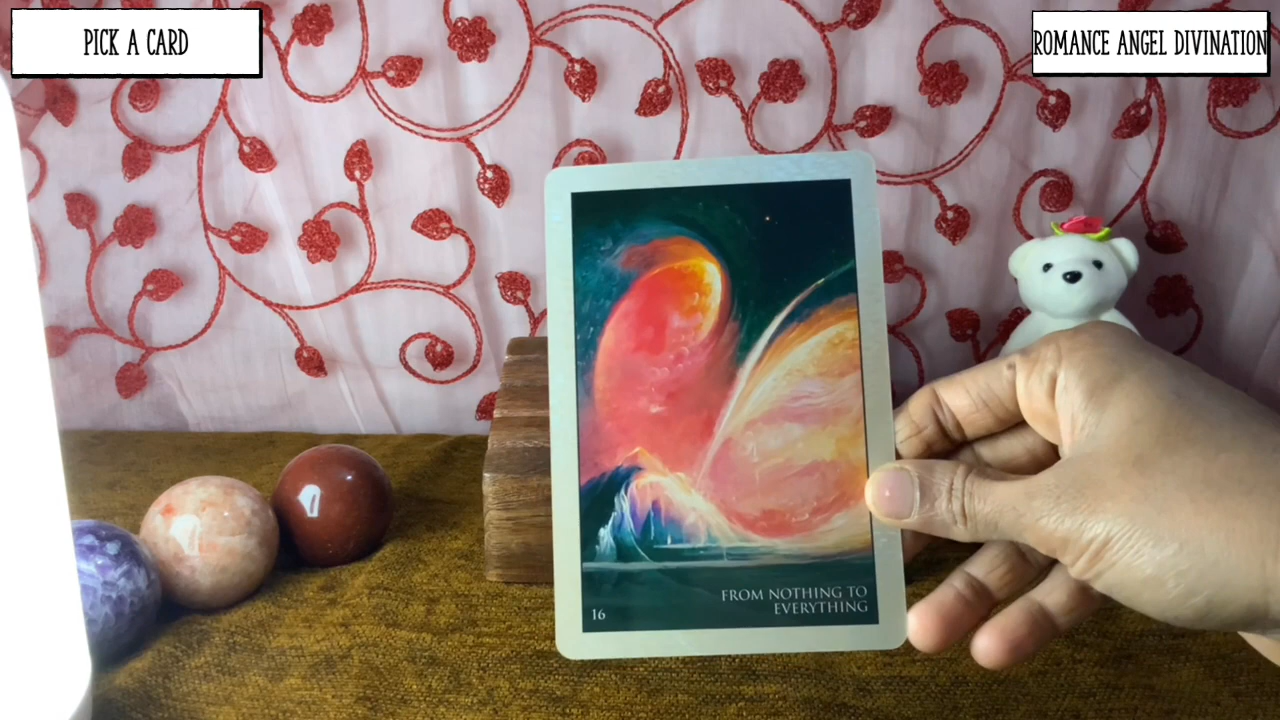 PICK A CARD
ROMANCE ANGEL DIVINATION
FROM NOTHING TO
EVERYTHING
16